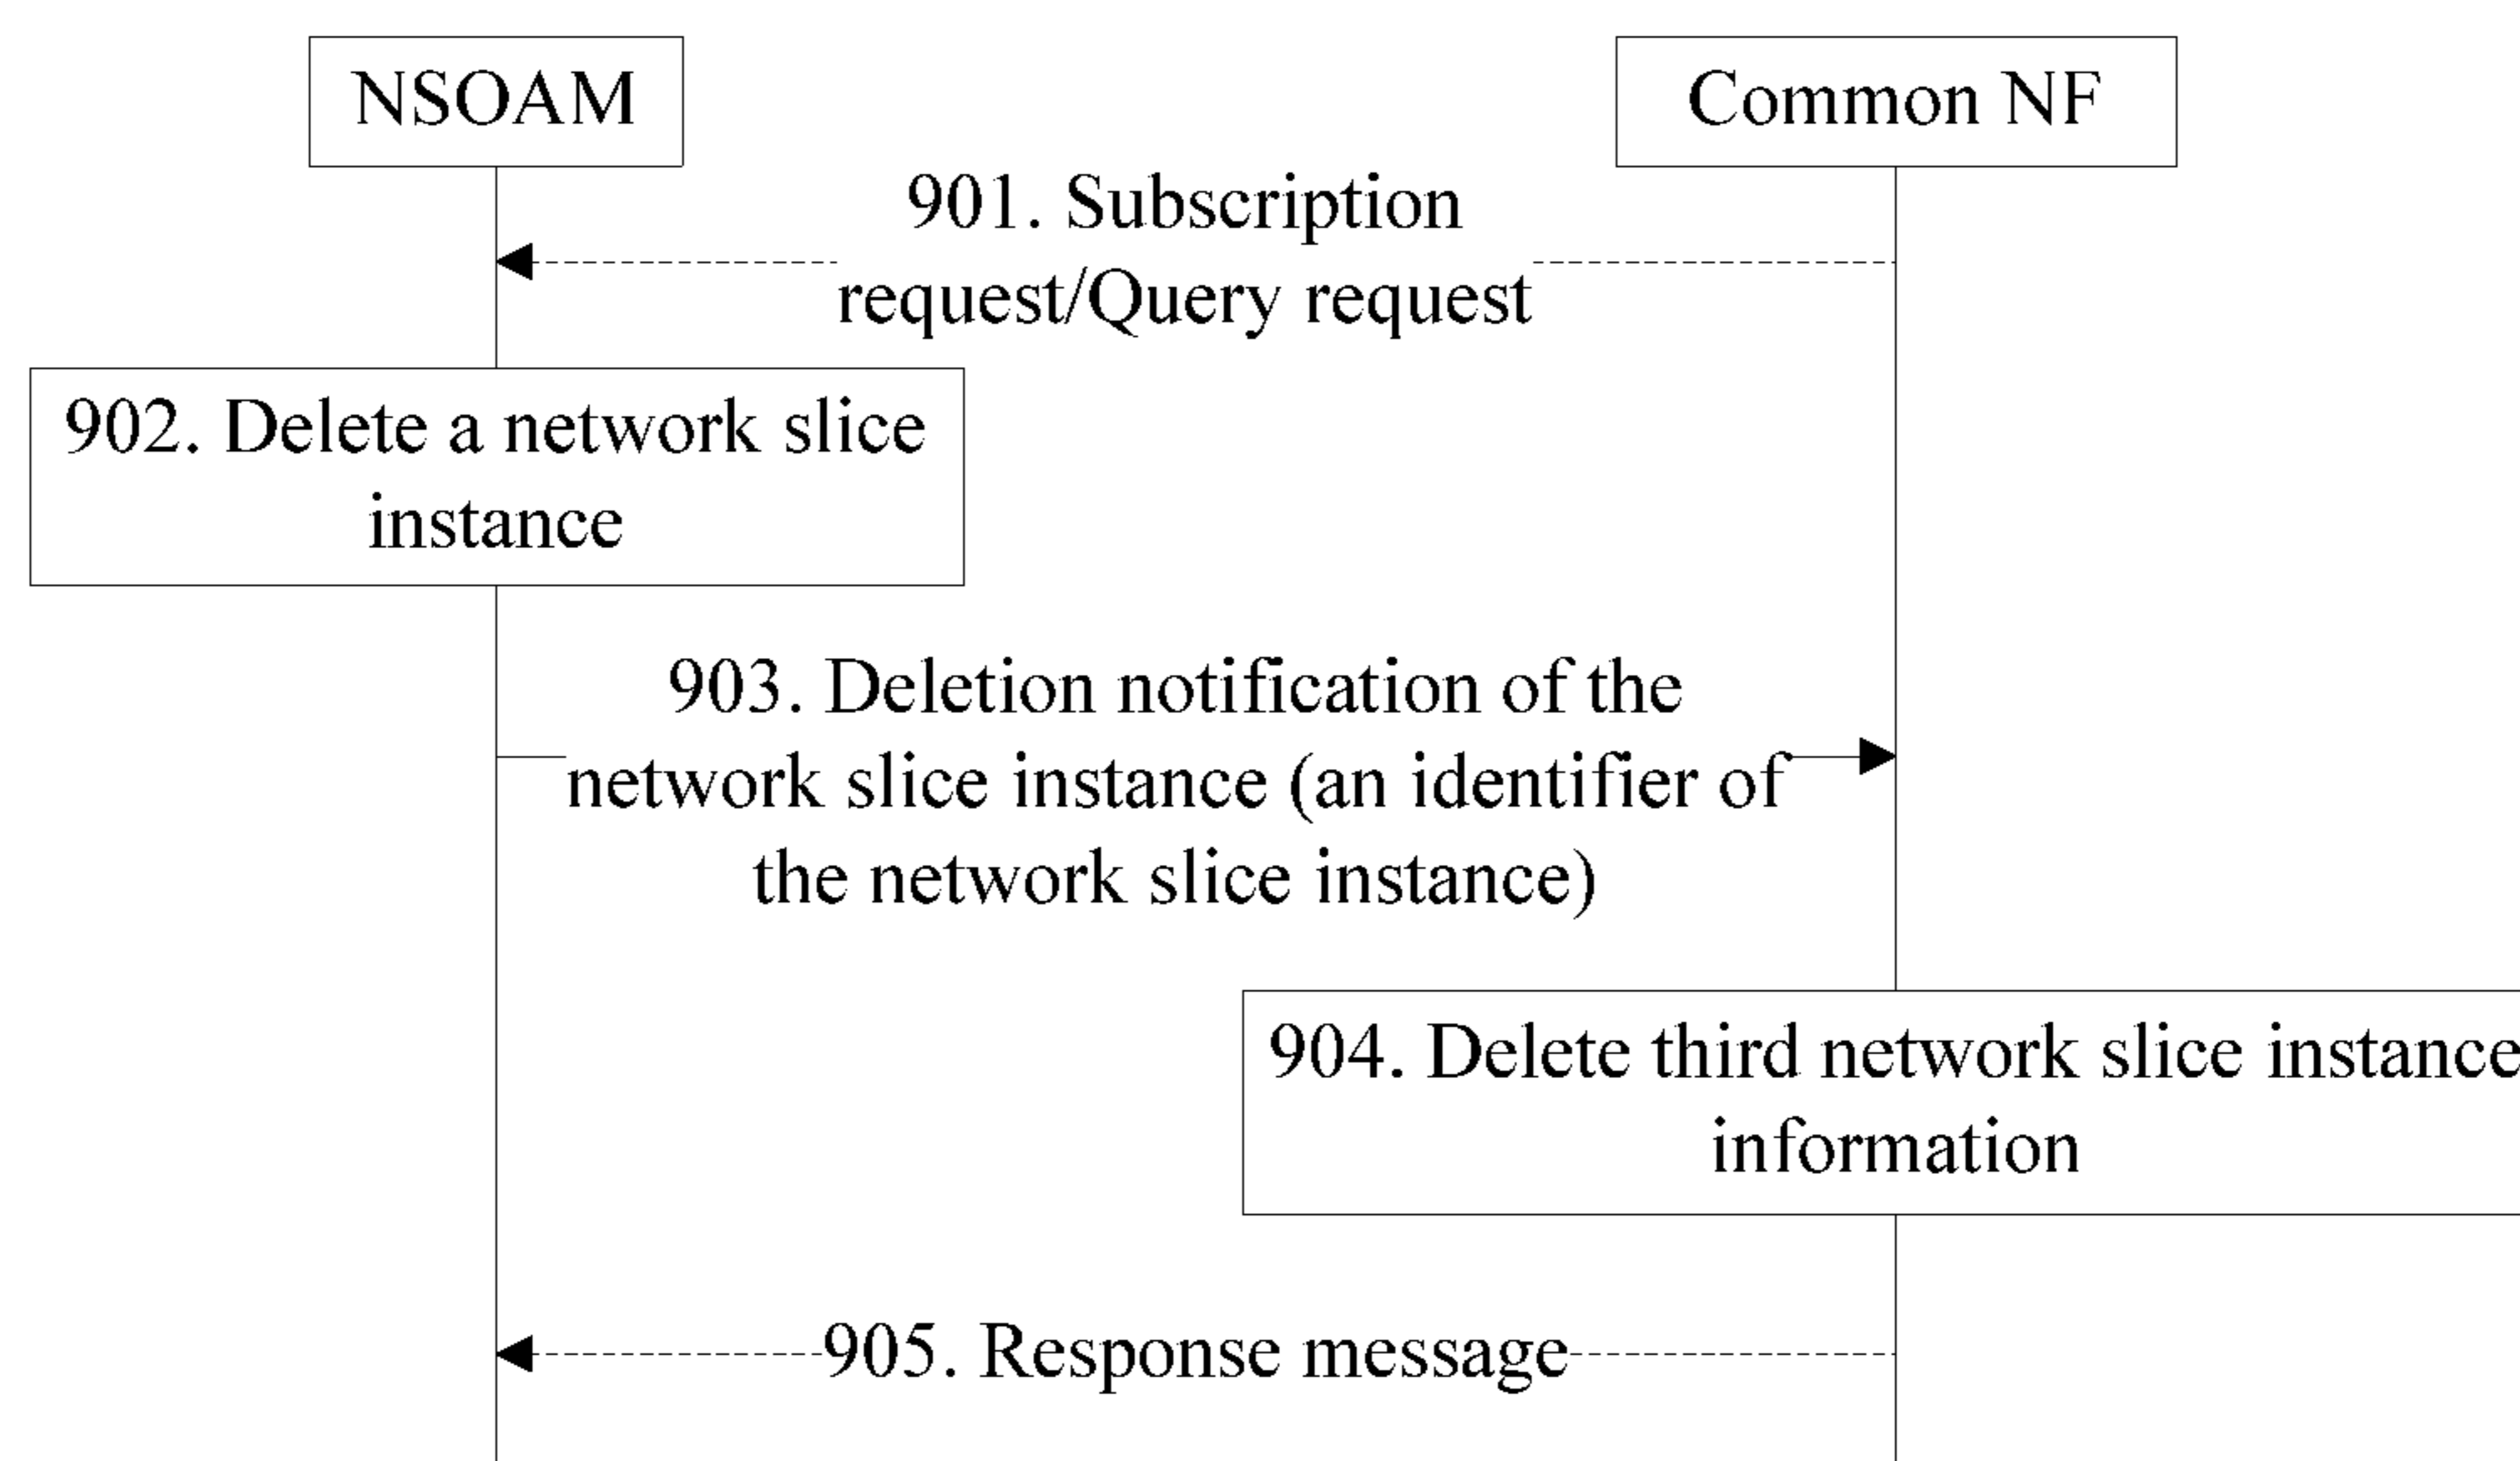 NSOAM
Common NF
901. Subscription
request/Query request
902. Delete a network slice
instance
903. Deletion notification of the
network slice instance (an identifier of
the network slice instance)
904. Delete third network slice instance
information
905. Response message